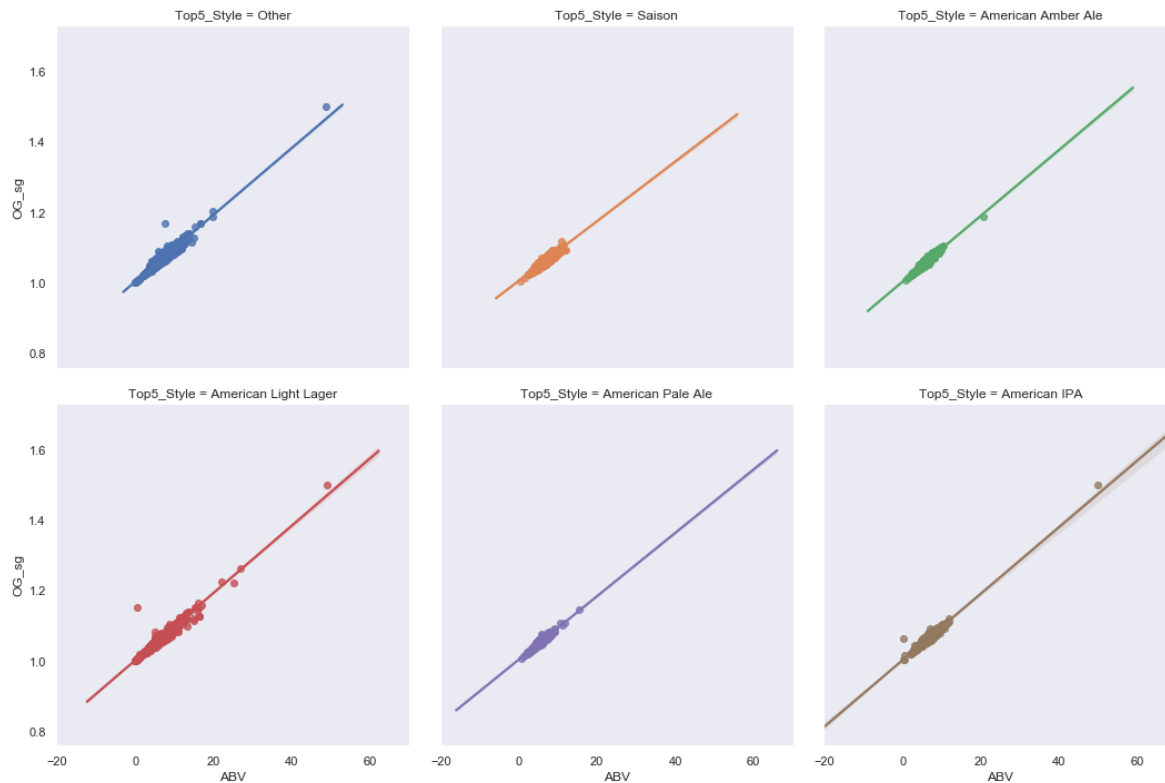 Top5_Style = Other
Top5_Style = Saison
Top5_Style = American Amber Ale
OG_sg
1.6
1.4
1.2
1.0
0.8
Top5_Style = American Light Lager
Top5_Style = American Pale Ale
Top5_Style = American IPA
OG_sg
1.6
1.4
1.2
1.0
0.8
−20 0 20 40 60
−20 0 20 40 60
−20 0 20 40 60
ABV
ABV
ABV